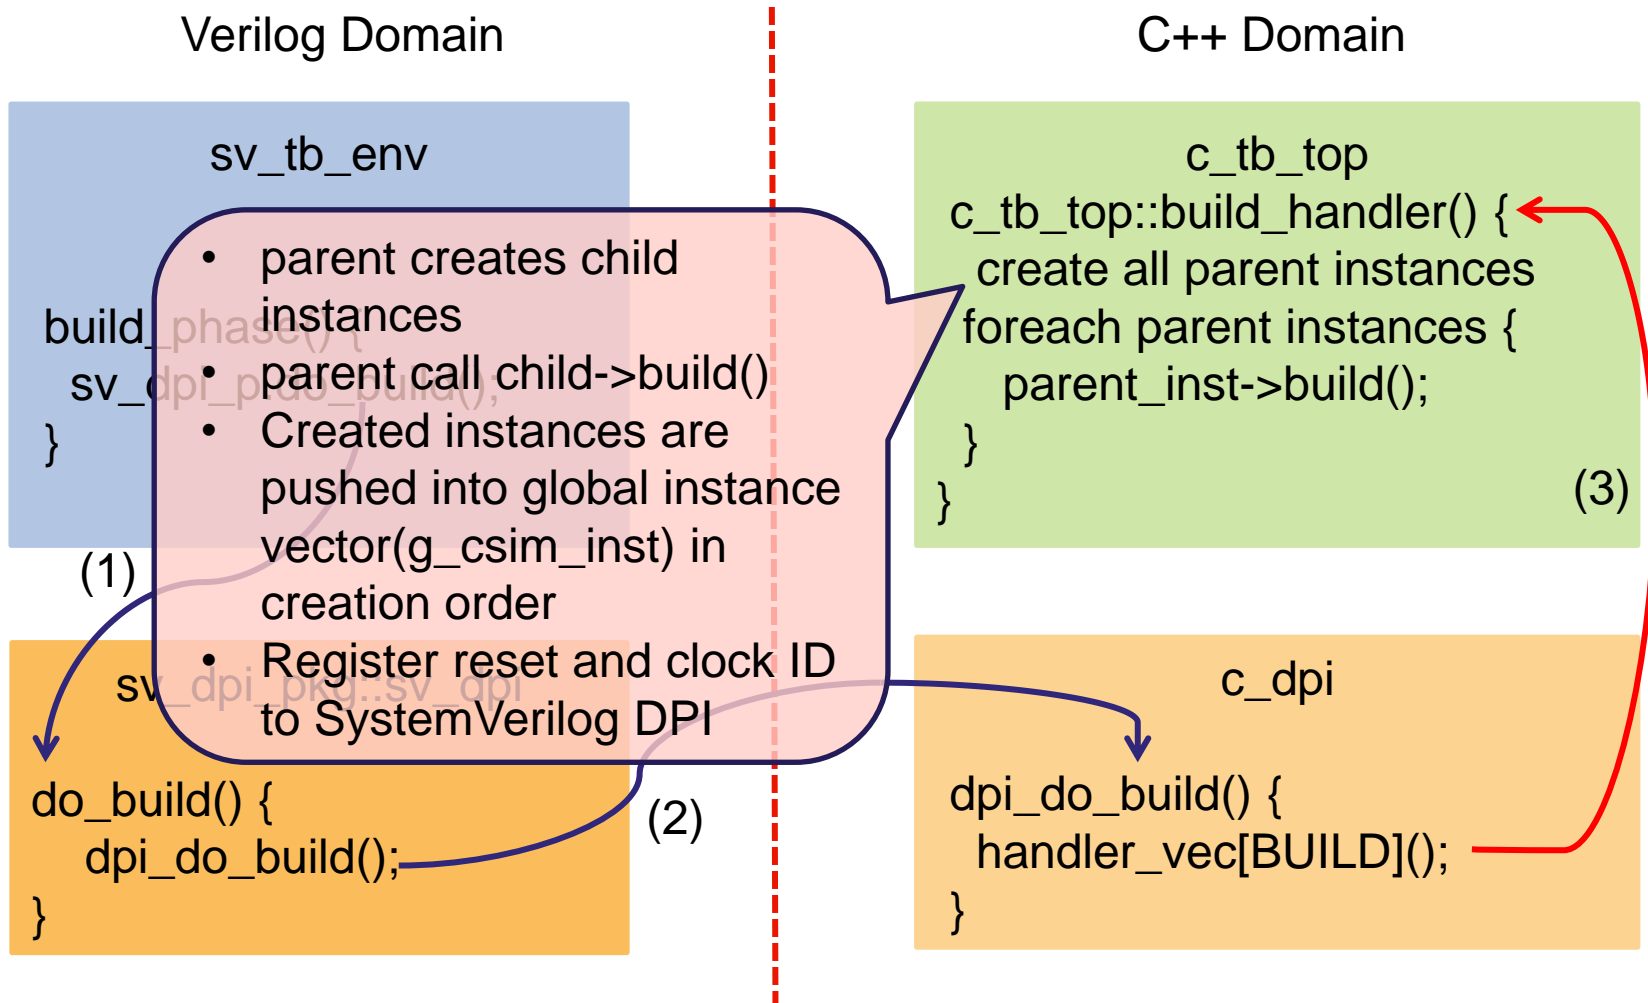 Verilog Domain
C++ Domain
sv_tb_env
build_phase() {
sv_dpi_p.do_build();
}
(1)
sv_dpi_pkg::sv_dpi
do_build() {
dpi_do_build();
}
(2)
• parent creates child
instances
• parent call child->build()
• Created instances are
pushed into global instance
vector(g_csim_inst) in
creation order
• Register reset and clock ID
to SystemVerilog DPI
c_tb_top
c_tb_top::build_handler() {
create all parent instances
foreach parent instances {
parent_inst->build();
}
}
(3)
c_dpi
dpi_do_build() {
handler_vec[BUILD]();
}